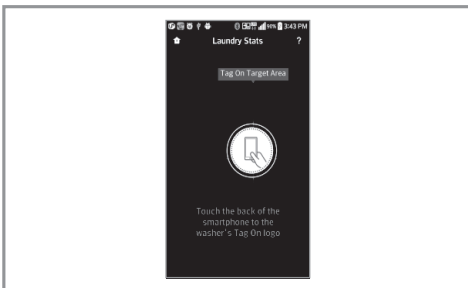 90% 3:43 PM
Laundry Stats ?
Tag On Target Area
Touch the back of the
smartphone to the
washer's Tag On logo